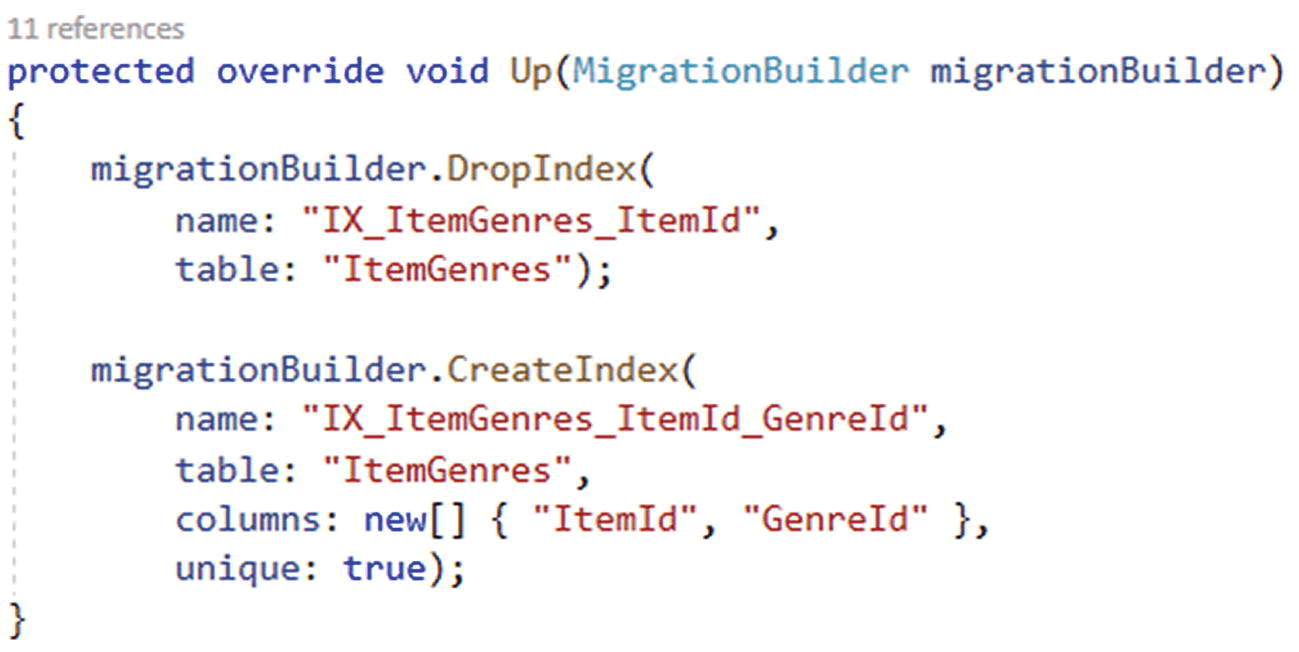 11 references
protected override void Up(MigrationBuilder migrationBuilder)
{
    migrationBuilder.DropIndex(
        name: "IX_ItemGenres_ItemId",
        table: "ItemGenres");

    migrationBuilder.CreateIndex(
        name: "IX_ItemGenres_ItemId_GenreId",
        table: "ItemGenres",
        columns: new[] { "ItemId", "GenreId" },
        unique: true);
}